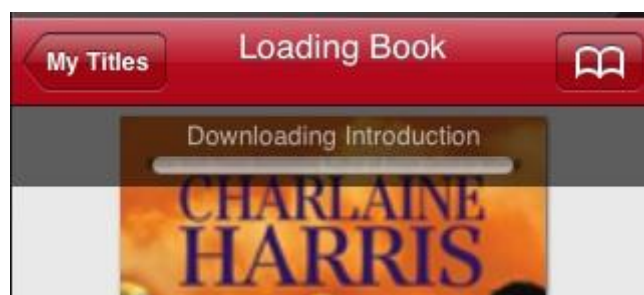 My Titles
Loading Book
Downloading Introduction
CHARLAINE
HARRIS